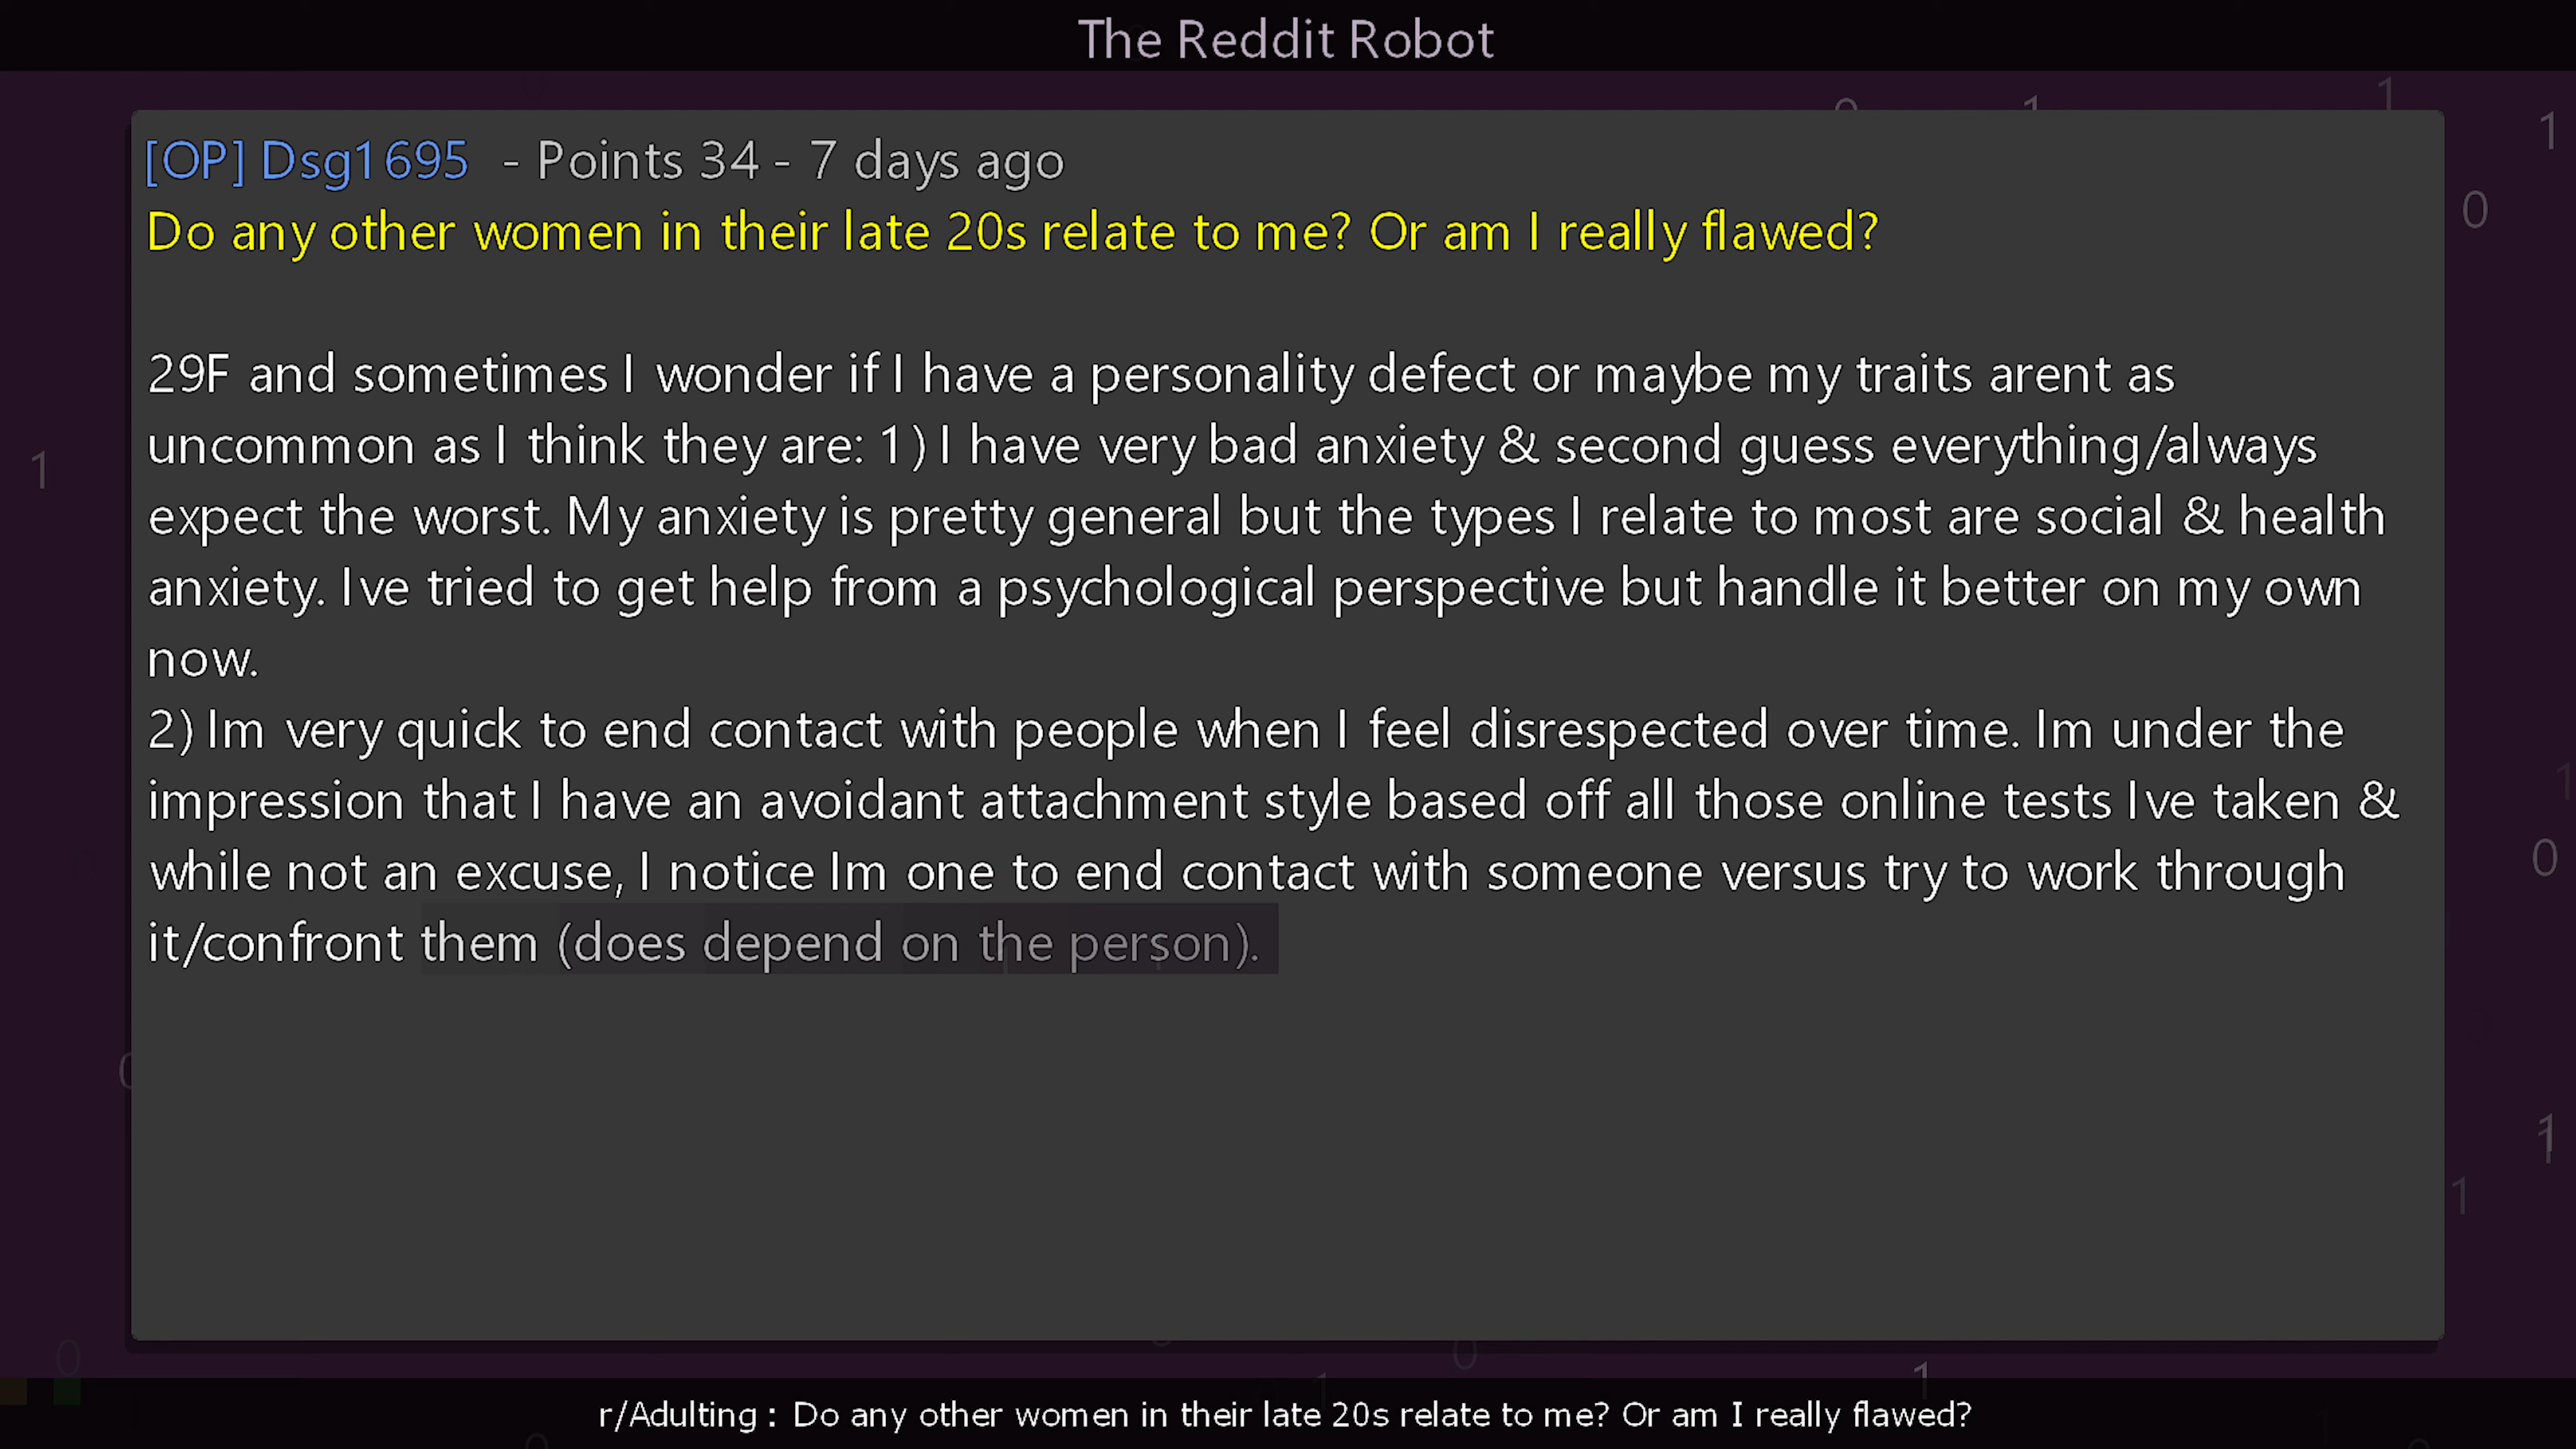 The Reddit Robot
[OP] Dsg1695 - Points 34 - 7 days ago
Do any other women in their late 20s relate to me? Or am I really flawed?
29F and sometimes I wonder if I have a personality defect or maybe my traits arent as
uncommon as I think they are: 1) I have very bad anxiety & second guess everything/always
expect the worst. My anxiety is pretty general but the types I relate to most are social & health
anxiety. Ive tried to get help from a psychological perspective but handle it better on my own
now.
2) Im very quick to end contact with people when I feel disrespected over time. Im under the
impression that I have an avoidant attachment style based off all those online tests Ive taken &
while not an excuse, I notice Im one to end contact with someone versus try to work through
it/confront them (does depend on the person).
r/Adulting : Do any other women in their late 20s relate to me? Or am I really flawed?